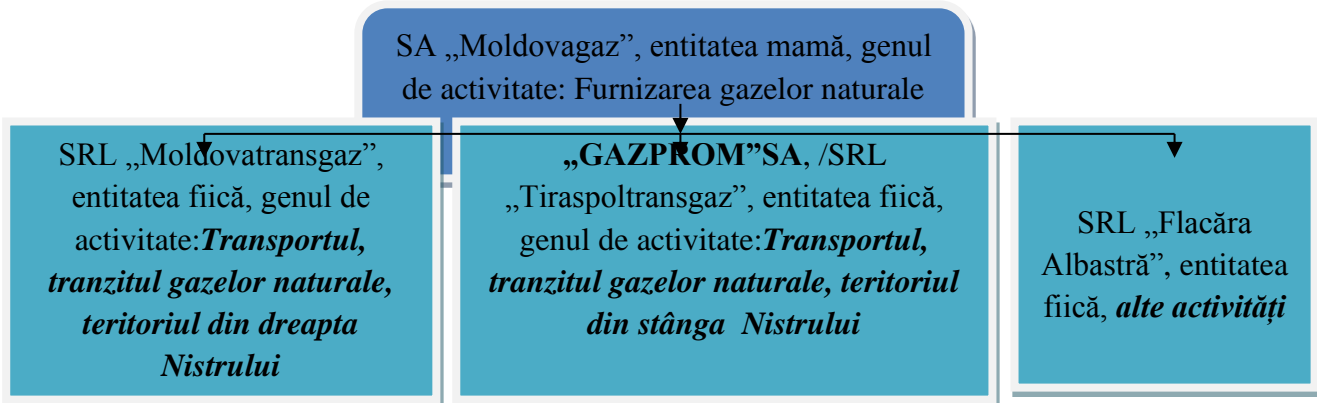 SA „Moldovagaz”, entitatea mamă, genul
de activitate: Furnizarea gazelor naturale
SRL „Moldovatransgaz”,
entitatea fiică, genul de
activitate:Transportul,
tranzitul gazelor naturale,
teritoriul din dreapta
Nistrului
„GAZPROM”SA, /SRL
„Tiraspoltransgaz”, entitatea fiică,
genul de activitate:Transportul,
tranzitul gazelor naturale, teritoriul
din stânga Nistrului
SRL „Flacăra
Albastră”, entitatea
fiică, alte activități